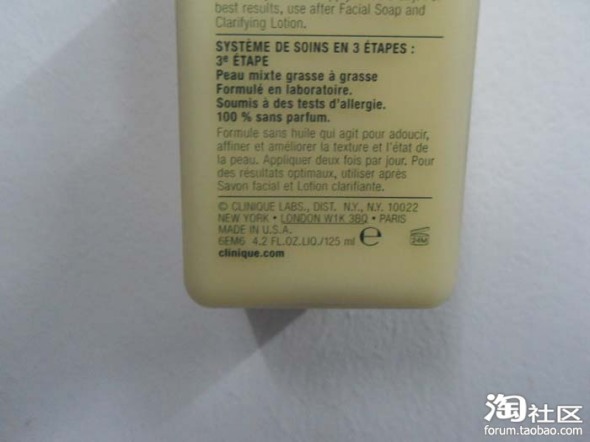 best results, use after Facial Soap and
Clarifying Lotion.
SYSTÈME DE SOINS EN 3 ÉTAPES :
3e ÉTAPE
Peau mixte grasse à grasse
Formulé en laboratoire.
Soumis à des tests d'allergie.
100 % sans parfum.
Formule sans huile qui agit pour adoucir,
affiner et améliorer la texture et l'état de
la peau. Appliquer deux fois par jour. Pour
des résultats optimaux, utiliser après
Savon facial et Lotion clarifiante.
© CLINIQUE LABS., DIST. N.Y., N.Y. 10022
NEW YORK • LONDON W1K 3BQ • PARIS
MADE IN U.S.A.
6EM6 4.2 FL.OZ.LIQ./125 ml e 24M
clinique.com
淘社区
forum.taobao.com